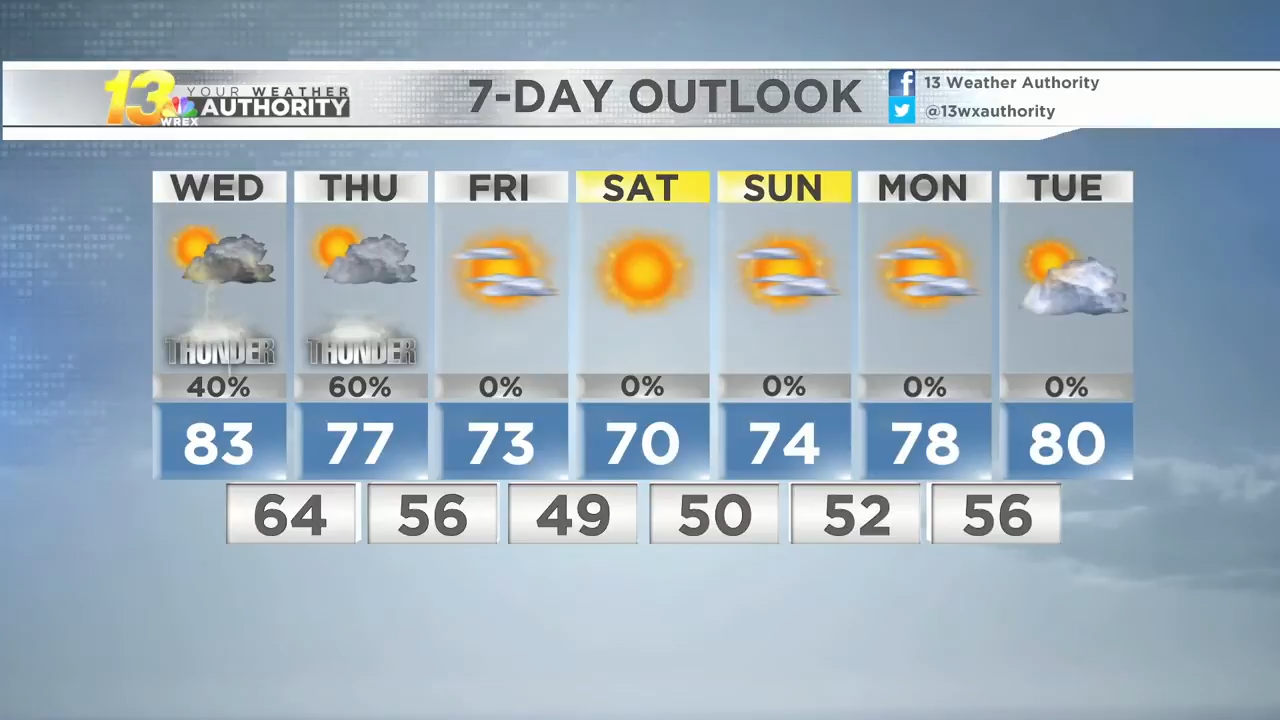 13 WREX YOUR WEATHER AUTHORITY
7-DAY OUTLOOK
f 13 Weather Authority
@13wxauthority
WED THU FRI SAT SUN MON TUE
THUNDER THUNDER
40% 60% 0% 0% 0% 0% 0%
83 77 73 70 74 78 80
64 56 49 50 52 56